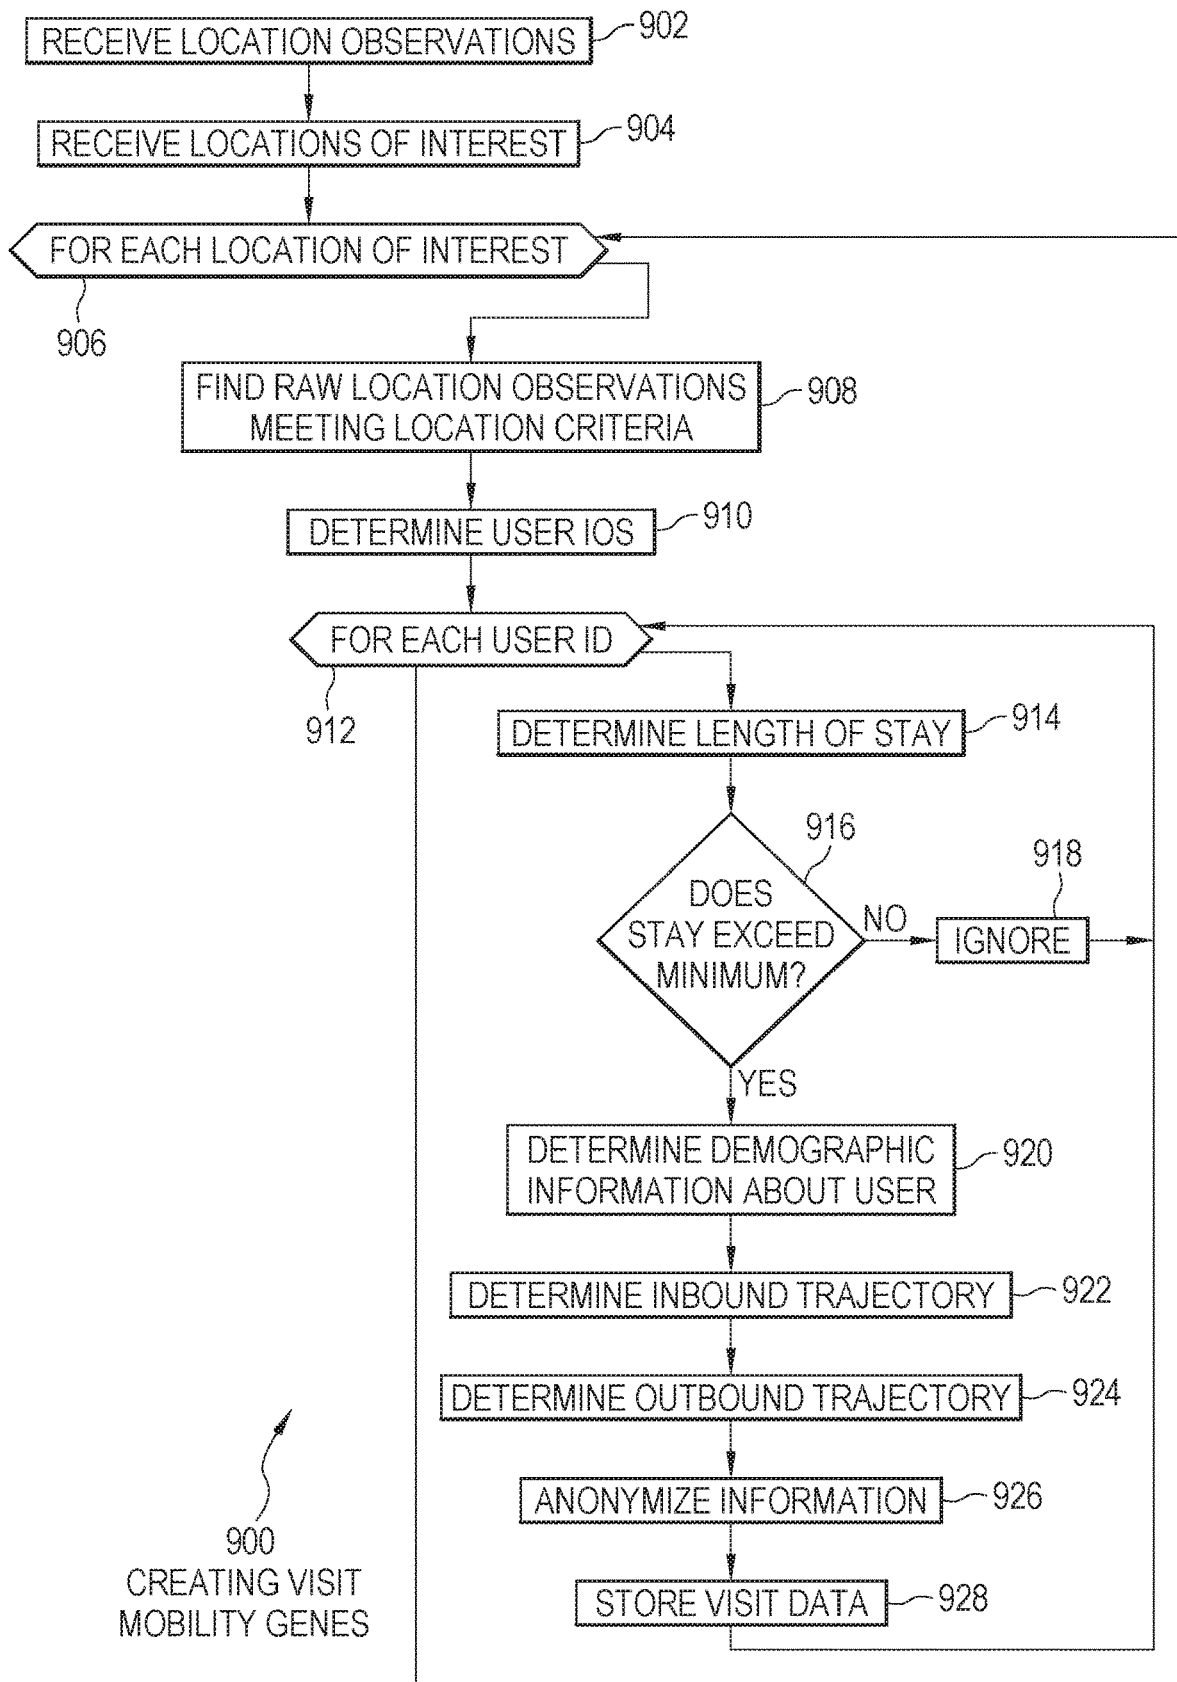 RECEIVE LOCATION OBSERVATIONS
902
RECEIVE LOCATIONS OF INTEREST
904
FOR EACH LOCATION OF INTEREST
906
FIND RAW LOCATION OBSERVATIONS
MEETING LOCATION CRITERIA
908
DETERMINE USER IOS
910
FOR EACH USER ID
912
DETERMINE LENGTH OF STAY
914
916
DOES
STAY EXCEED
MINIMUM?
NO
918
IGNORE
YES
DETERMINE DEMOGRAPHIC
INFORMATION ABOUT USER
920
DETERMINE INBOUND TRAJECTORY
922
DETERMINE OUTBOUND TRAJECTORY
924
ANONYMIZE INFORMATION
926
STORE VISIT DATA
928
900
CREATING VISIT
MOBILITY GENES